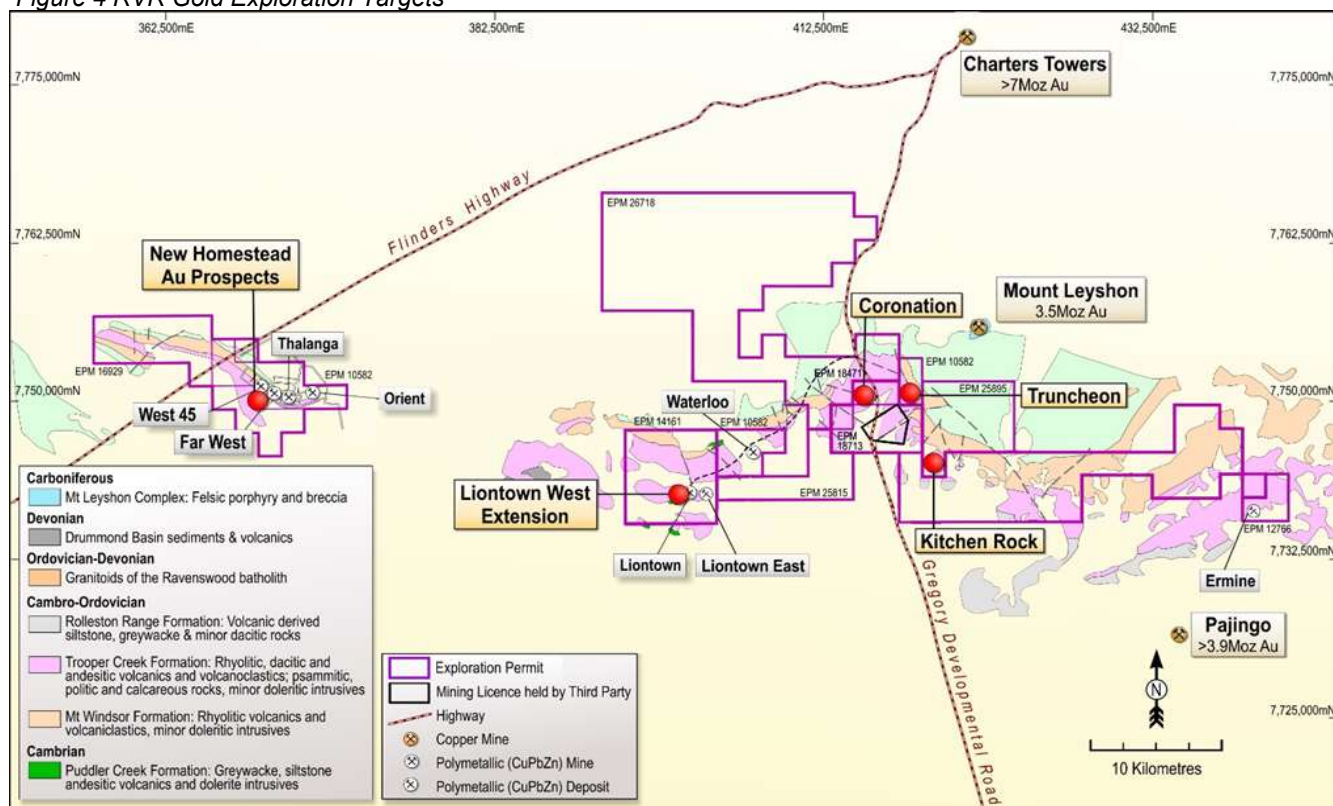 Figure 4 RVR Gold Exploration Targets
362,500mE
382,500mE
412,500mE
432,500mE
7,775,000mN
7,775,000mN
Charters Towers
>7Moz Au
Flinders Highway
EPM 26718
7,762,500mN
7,762,500mN
New Homestead
Au Prospects
Coronation
Mount Leyshon
3.5Moz Au
Thalanga
EPM 16929
EPM 10582
EPM 18471
EPM 10582
7,750,000mN
7,750,000mN
EPM 25895
West 45
Orient
Waterloo
Truncheon
Far West
EPM 14161
EPM 10582
EPM
18713
Liontown West
Extension
EPM 25815
Kitchen Rock
EPM 12766
Liontown
Liontown East
7,732,500mN
Ermine
Gregory Developmental Road
Pajingo
>3.9Moz Au
N
7,725,000mN
10 Kilometres
Carboniferous
Mt Leyshon Complex: Felsic porphyry and breccia
Devonian
Drummond Basin sediments & volcanics
Ordovician-Devonian
Granitoids of the Ravenswood batholith
Cambro-Ordovician
Rolleston Range Formation: Volcanic derived
siltstone, greywacke & minor dacitic rocks
Trooper Creek Formation: Rhyolitic, dacitic and
andesitic volcanics and volcanoclastics; psammitic,
politic and calcareous rocks, minor doleritic intrusives
Mt Windsor Formation: Rhyolitic volcanics and
volcaniclastics, minor doleritic intrusives
Cambrian
Puddler Creek Formation: Greywacke, siltstone
andesitic volcanics and dolerite intrusives
Exploration Permit
Mining Licence held by Third Party
Highway
Copper Mine
Polymetallic (CuPbZn) Mine
Polymetallic (CuPbZn) Deposit